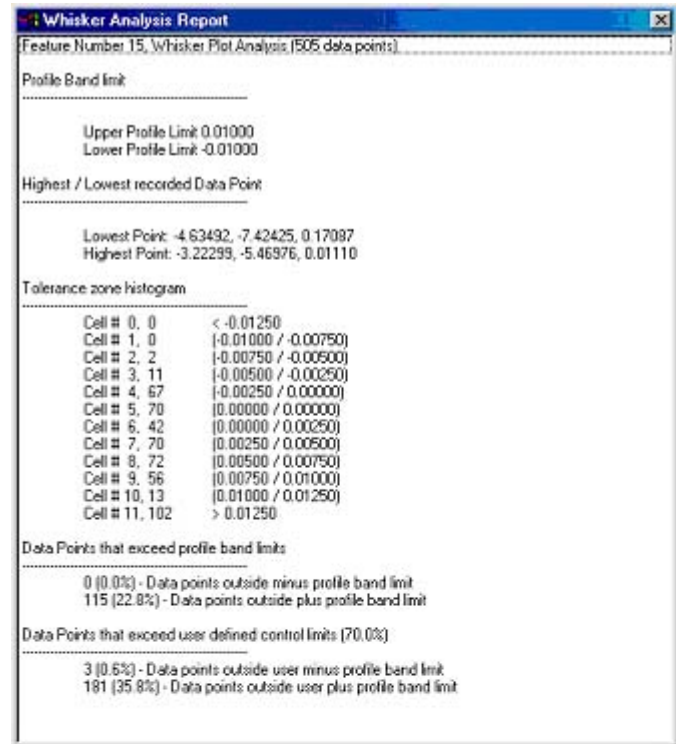 Whisker Analysis Report
Feature Number 15, Whisker Plot Analysis (505 data points)
Profile Band limit
Upper Profile Limit 0.01000
Lower Profile Limit -0.01000
Highest / Lowest recorded Data Point
Lowest Point: -4.63492, -7.42425, 0.17087
Highest Point: -3.22299, -5.46976, 0.01110
Tolerance zone histogram
Cell # 0, 0 < -0.01250
Cell # 1, 0 (-0.01000 / -0.00750)
Cell # 2, 2 (-0.00750 / -0.00500)
Cell # 3, 11 (-0.00500 / -0.00250)
Cell # 4, 67 (-0.00250 / 0.00000)
Cell # 5, 70 (0.00000 / 0.00000)
Cell # 6, 42 (0.00000 / 0.00250)
Cell # 7, 70 (0.00250 / 0.00500)
Cell # 8, 72 (0.00500 / 0.00750)
Cell # 9, 56 (0.00750 / 0.01000)
Cell # 10, 13 (0.01000 / 0.01250)
Cell # 11, 102 > 0.01250
Data Points that exceed profile band limits
0 (0.0%) - Data points outside minus profile band limit
115 (22.8%) - Data points outside plus profile band limit
Data Points that exceed user defined control limits (70.0%)
3 (0.6%) - Data points outside user minus profile band limit
181 (35.8%) - Data points outside user plus profile band limit